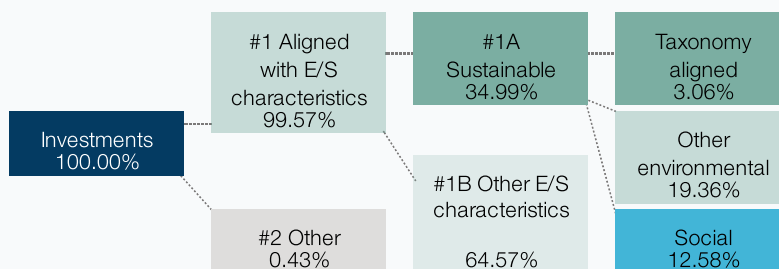 Investments
100.00%
#1 Aligned
with E/S
characteristics
99.57%
#2 Other
0.43%
#1A
Sustainable
34.99%
#1B Other E/S
characteristics
64.57%
Taxonomy
aligned
3.06%
Other
environmental
19.36%
Social
12.58%